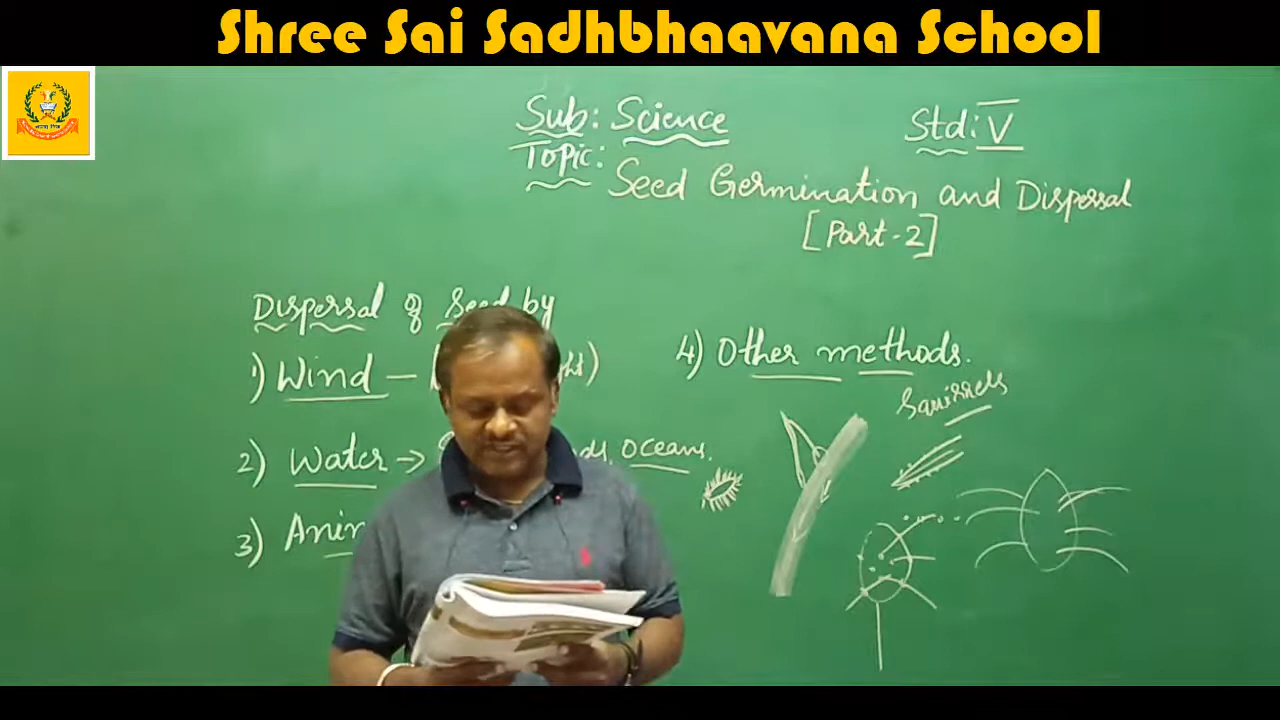 Shree Sai Sadhbhaavana School
Sub: Science
Std: V
Topic: Seed Germination and Dispersal
[Part-2]
Dispersal of Seed by
1) Wind –
2) Water → Oceans.
3)
4) Other methods.
Squirrels